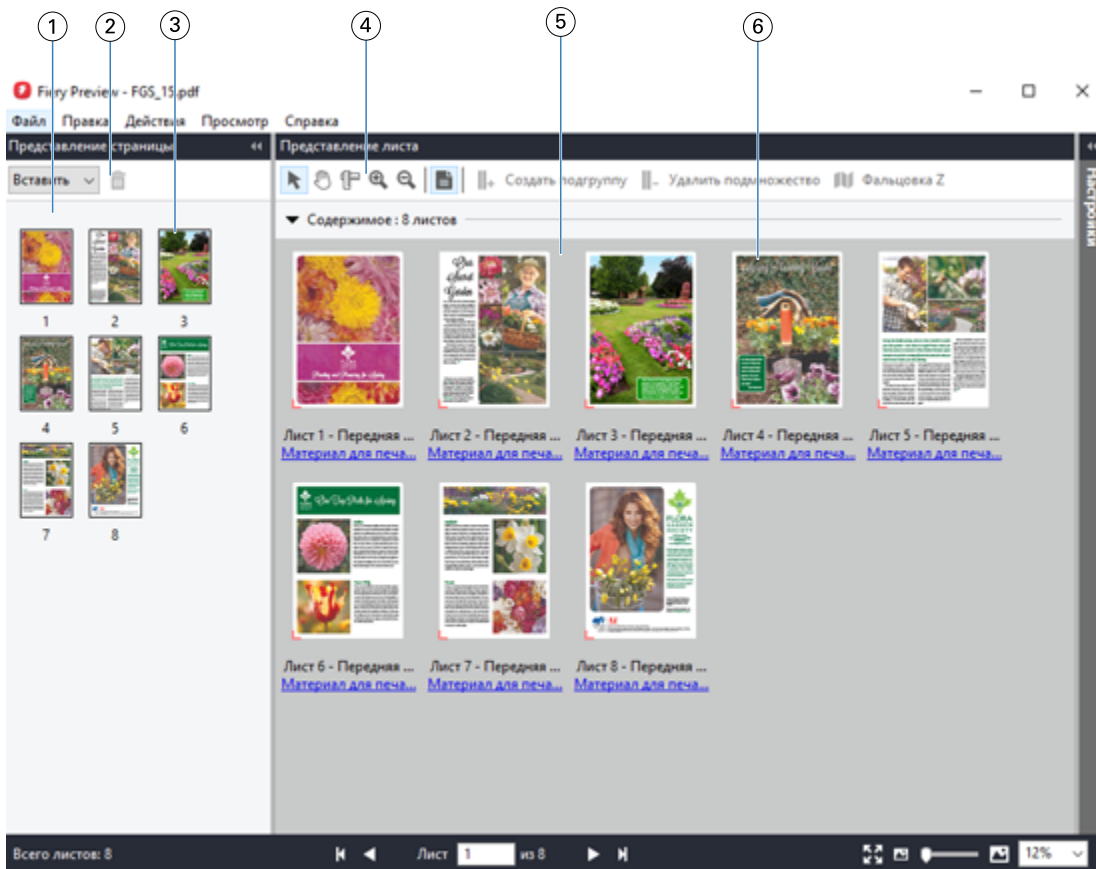 1 2 3 4 5 6
Fiery Preview - FGS_15.pdf
Файл Правка Действия Просмотр Справка
Представление страницы
Представление листа
Настройки
Вставить
Создать подгруппу Удалить подмножество Фальцовка Z
Содержимое : 8 листов
1 2 3
4 5 6
7 8
Лист 1 - Передняя ... Лист 2 - Передняя ... Лист 3 - Передняя ... Лист 4 - Передняя ... Лист 5 - Передняя ...
Материал для печа... Материал для печа... Материал для печа... Материал для печа... Материал для печа...
FLORA
GARDEN
SOCIETY
Лист 6 - Передняя ... Лист 7 - Передняя ... Лист 8 - Передняя ...
Материал для печа... Материал для печа... Материал для печа...
Всего листов: 8 Лист 1 из 8 12%